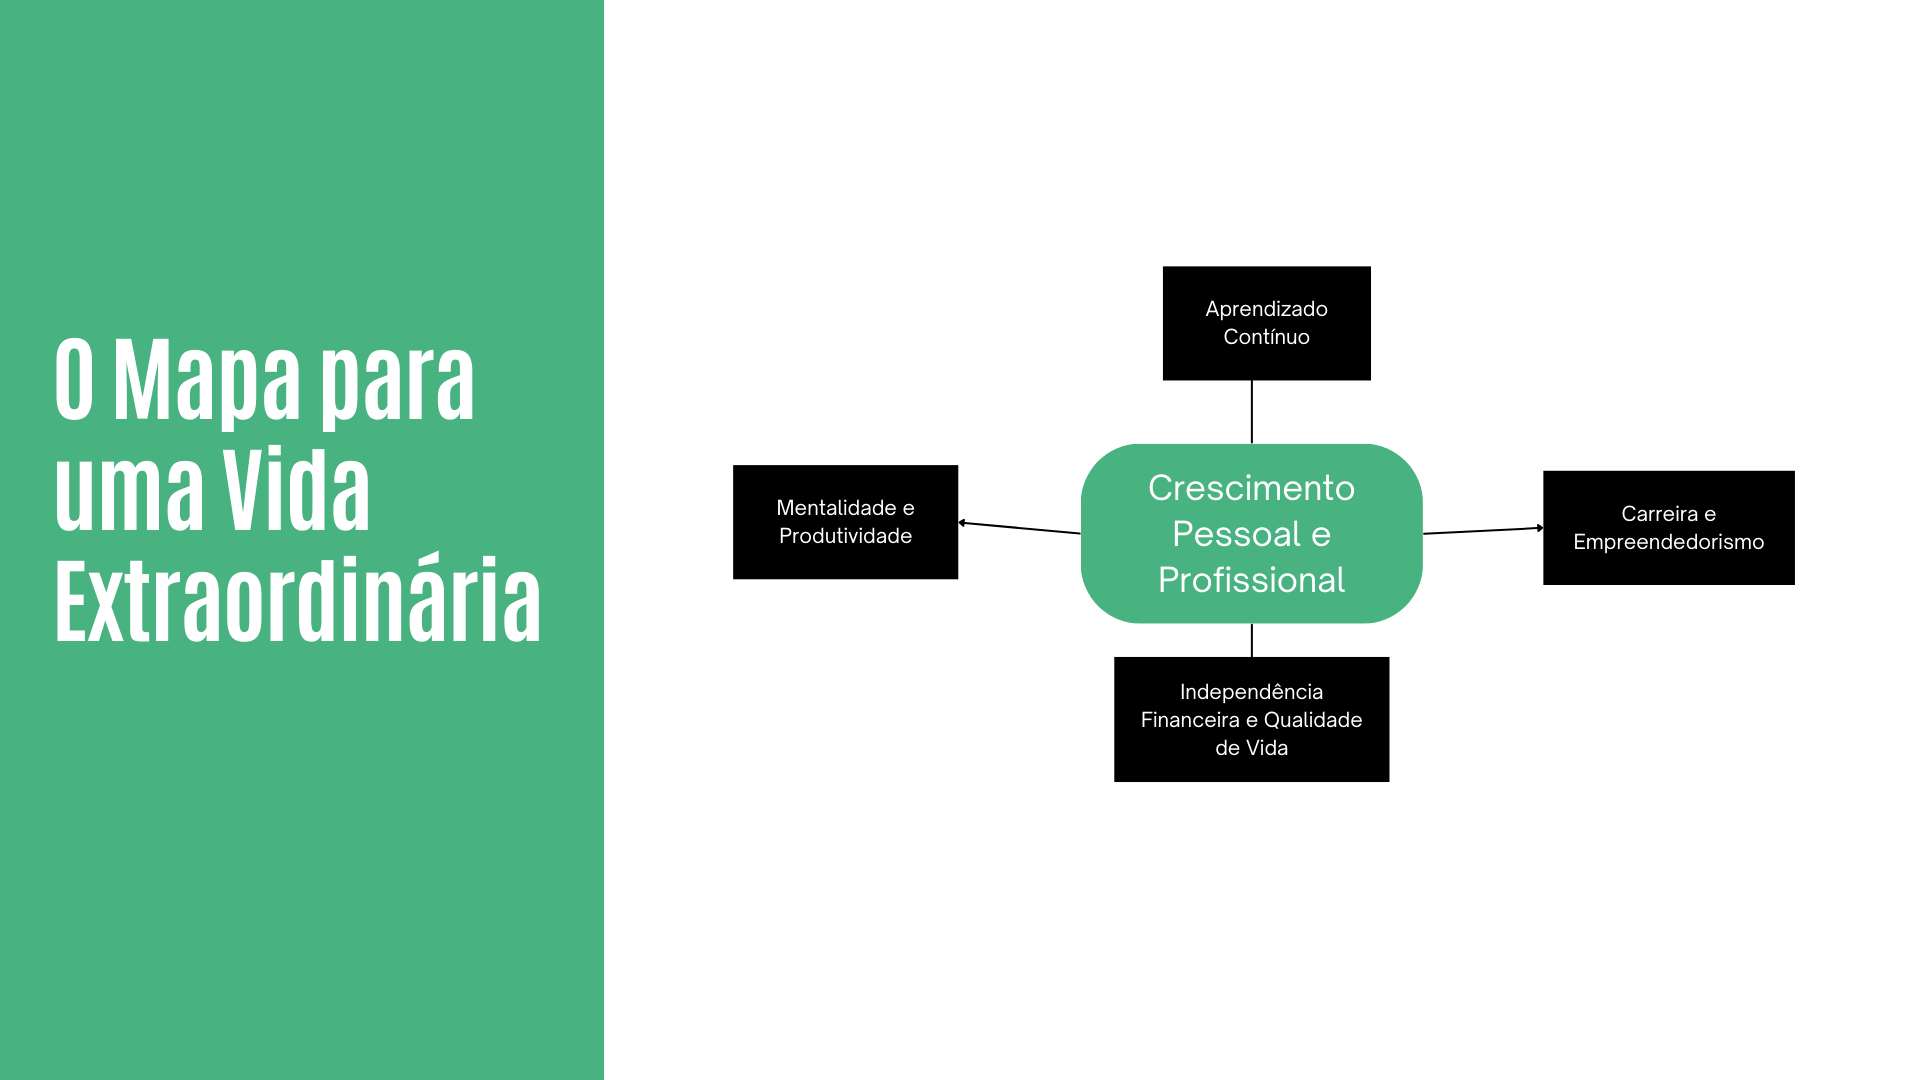 O Mapa para
uma Vida
Extraordinária
Aprendizado
Contínuo
Mentalidade e
Produtividade
Crescimento
Pessoal e
Profissional
Carreira e
Empreendedorismo
Independência
Financeira e Qualidade
de Vida